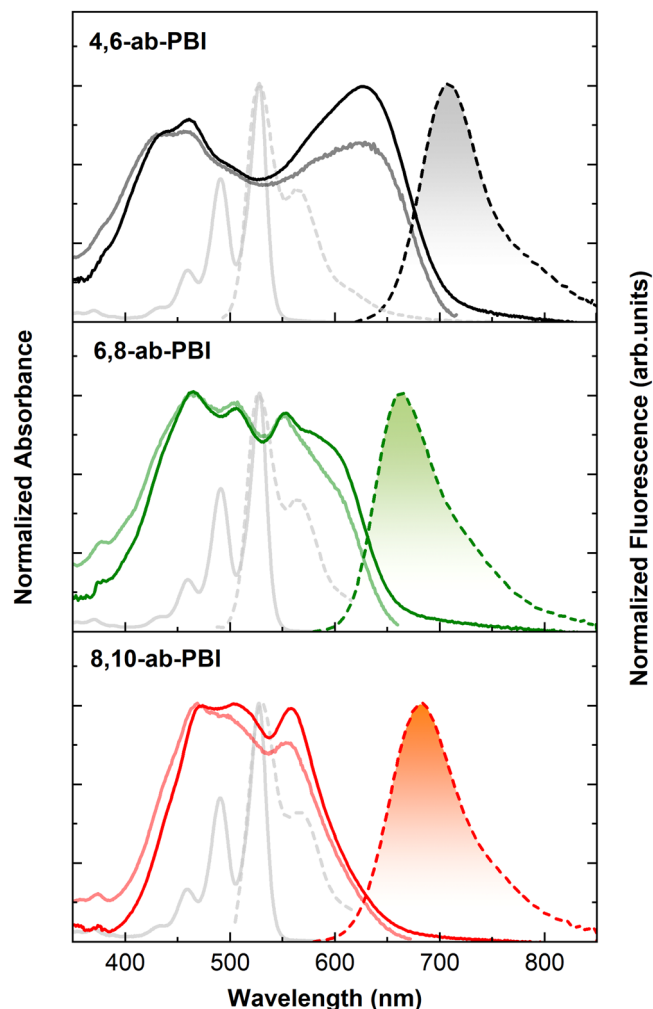 4,6-ab-PBI
6,8-ab-PBI
8,10-ab-PBI
Normalized Absorbance
Normalized Fluorescence (arb.units)
400 500 600 700 800
Wavelength (nm)